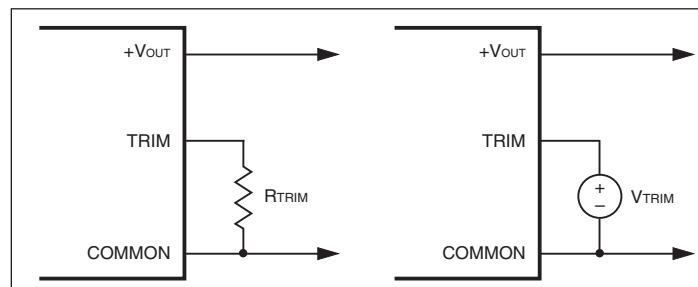 +VOUT
TRIM
RTRIM
COMMON
+VOUT
TRIM
+
–
VTRIM
COMMON